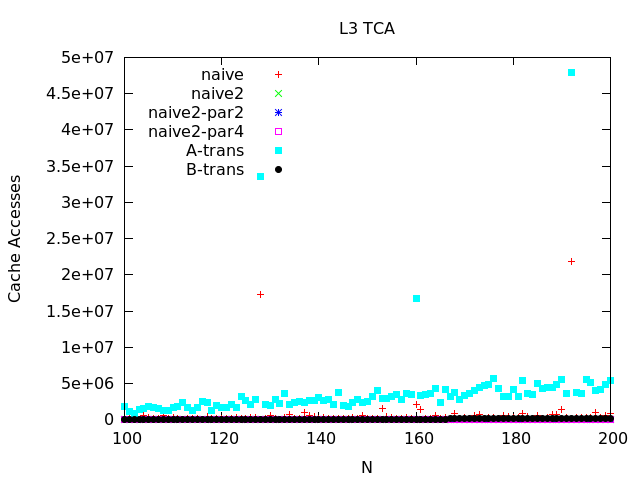 L3 TCA
Cache Accesses
5e+07
4.5e+07
4e+07
3.5e+07
3e+07
2.5e+07
2e+07
1.5e+07
1e+07
5e+06
0
naive
naive2
naive2-par2
naive2-par4
A-trans
B-trans
100 120 140 160 180 200
N